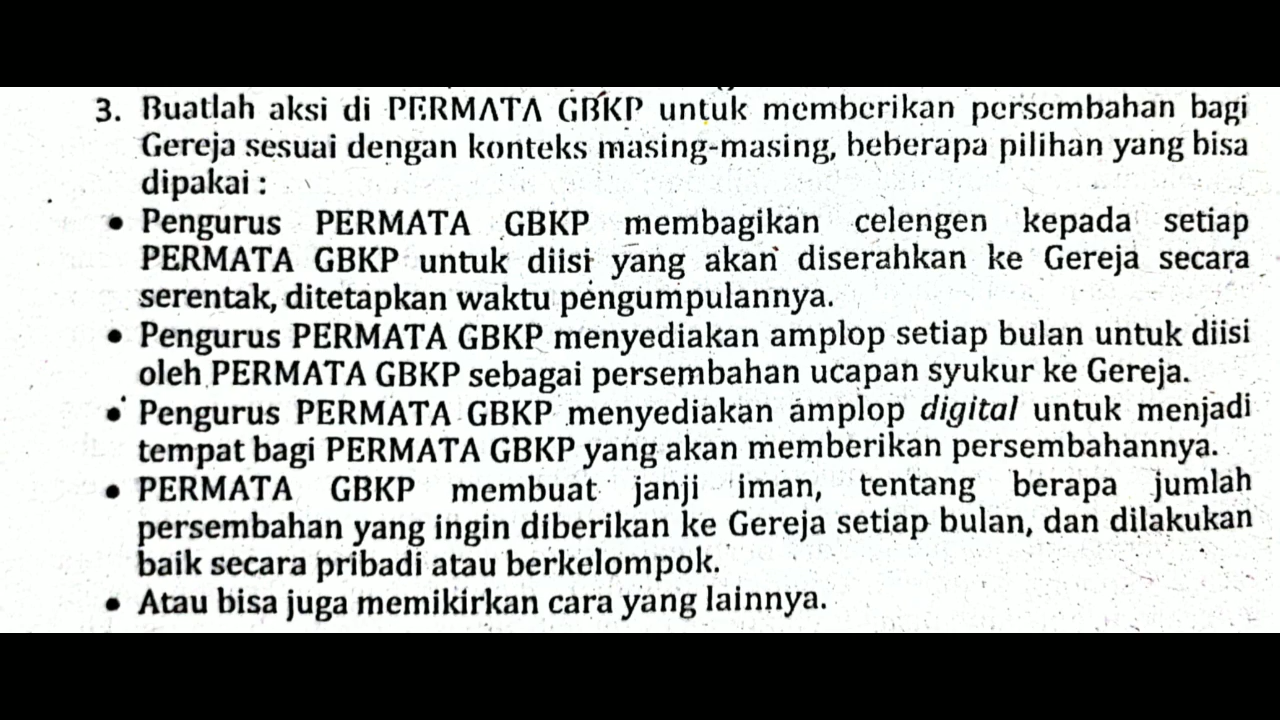 3. Buatlah aksi di PERMATA GBKP untuk memberikan persembahan bagi
Gereja sesuai dengan konteks masing-masing, beberapa pilihan yang bisa
dipakai :
• Pengurus PERMATA GBKP membagikan celengen kepada setiap
PERMATA GBKP untuk diisi yang akan diserahkan ke Gereja secara
serentak, ditetapkan waktu pengumpulannya.
• Pengurus PERMATA GBKP menyediakan amplop setiap bulan untuk diisi
oleh PERMATA GBKP sebagai persembahan ucapan syukur ke Gereja.
• Pengurus PERMATA GBKP menyediakan amplop digital untuk menjadi
tempat bagi PERMATA GBKP yang akan memberikan persembahannya.
• PERMATA GBKP membuat janji iman, tentang berapa jumlah
persembahan yang ingin diberikan ke Gereja setiap bulan, dan dilakukan
baik secara pribadi atau berkelompok.
• Atau bisa juga memikirkan cara yang lainnya.